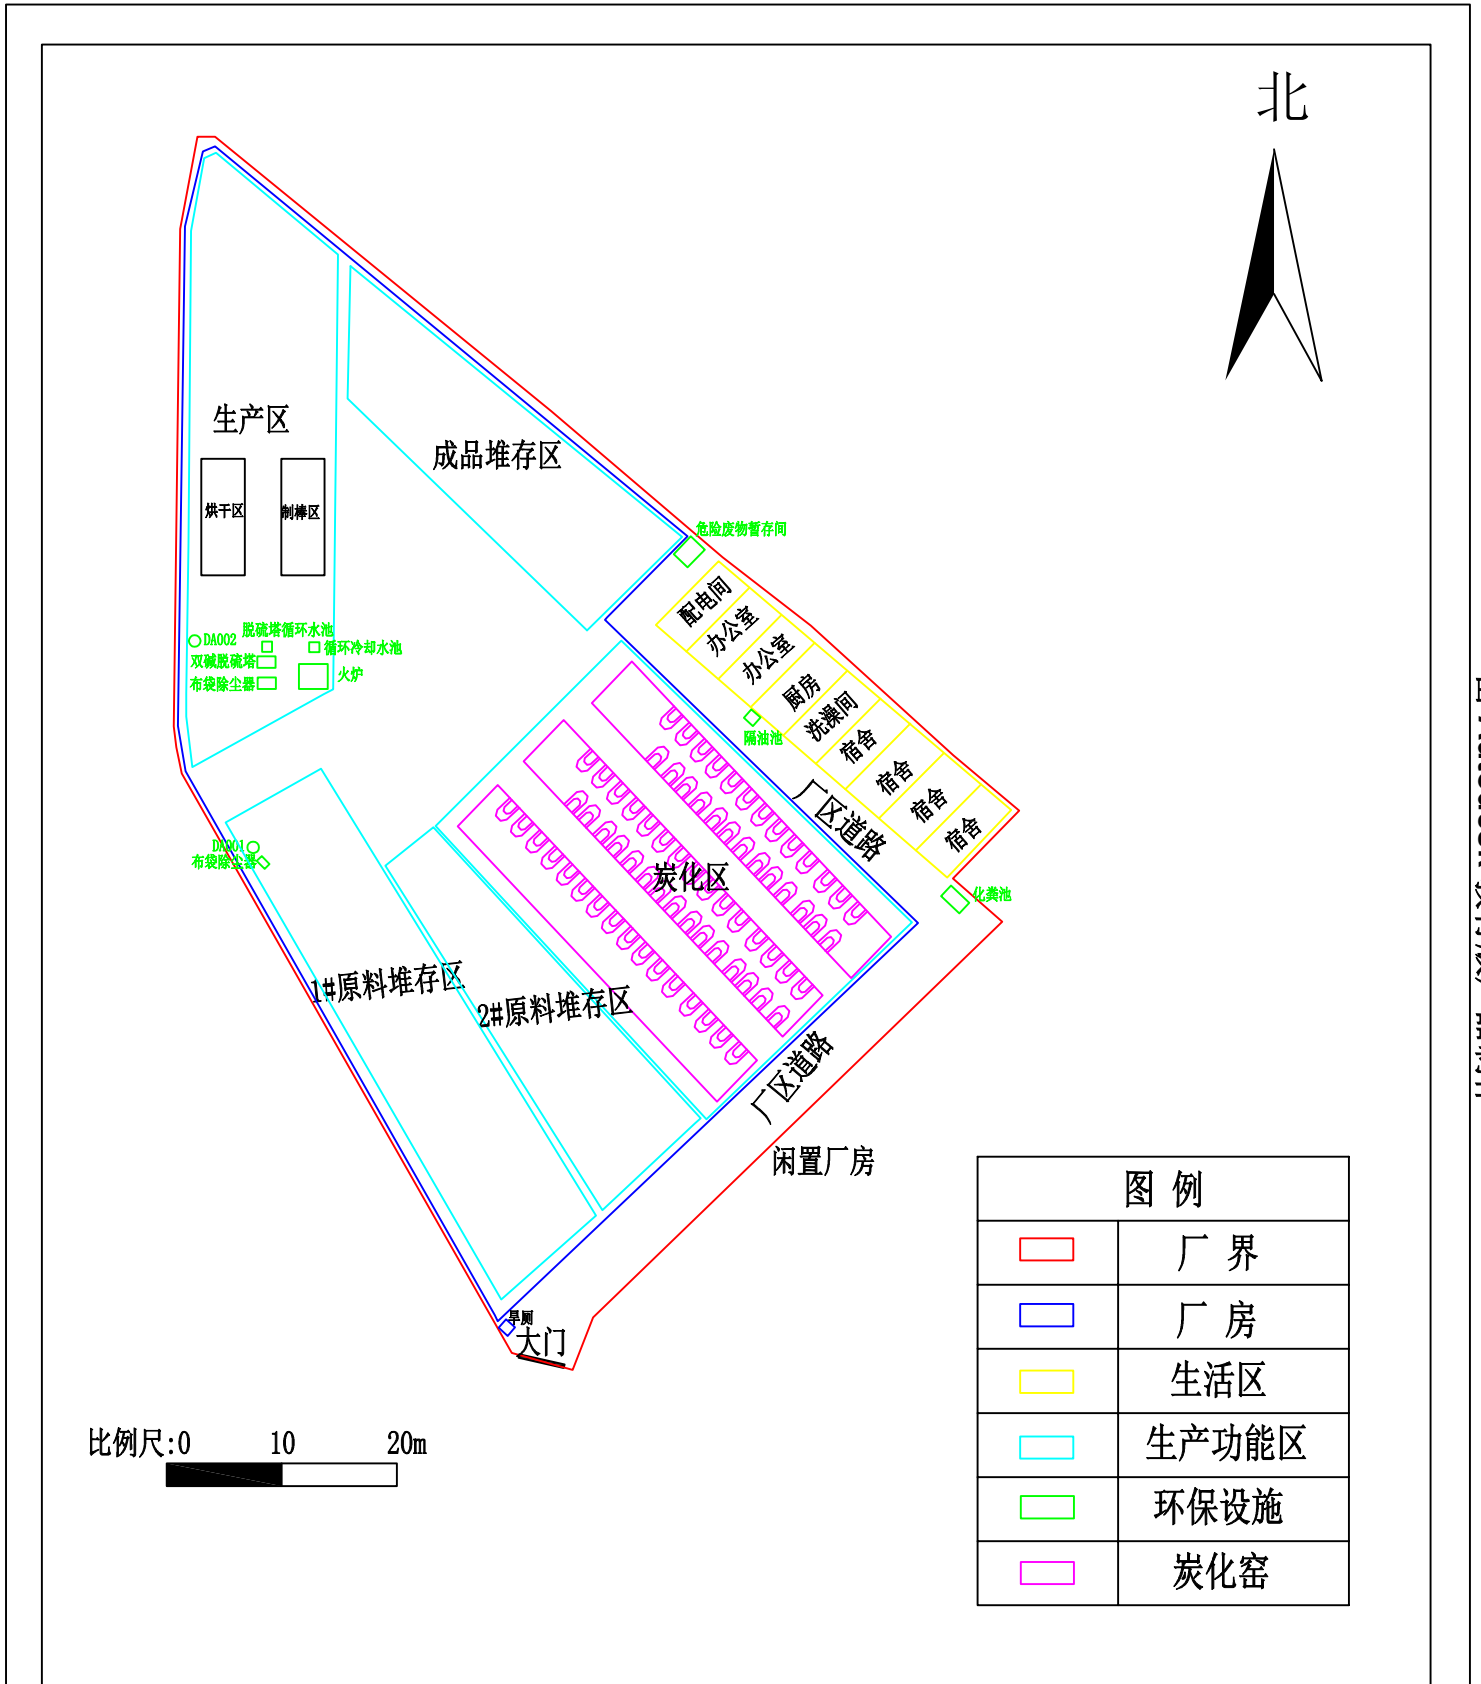 北
生产区
成品堆存区
烘干区
制棒区
危险废物暂存间
配电间
办公室
办公室
厨房
洗澡间
宿舍
宿舍
宿舍
宿舍
脱硫塔循环水池
DA002
循环冷却水池
双碱脱硫塔
火炉
布袋除尘器
隔油池
厂区道路
DA001
布袋除尘器
炭化区
化粪池
1#原料堆存区
2#原料堆存区
厂区道路
闲置厂房
旱厕
大门
比例尺:0 10 20m
图 例
厂 界
厂 房
生活区
生产功能区
环保设施
炭化窑